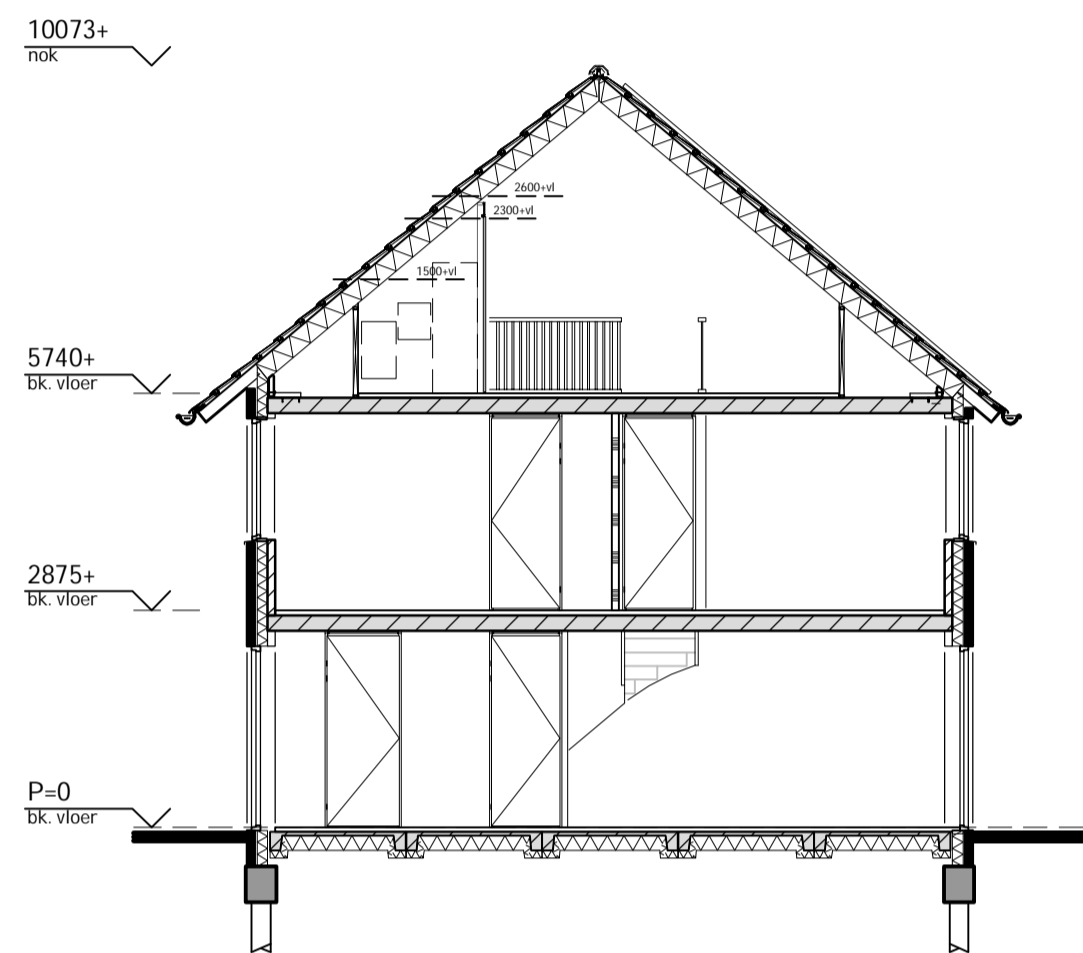 10073+
nok
2600+vl
2300+vl
1500+vl
5740+
bk. vloer
2875+
bk. vloer
P=0
bk. vloer